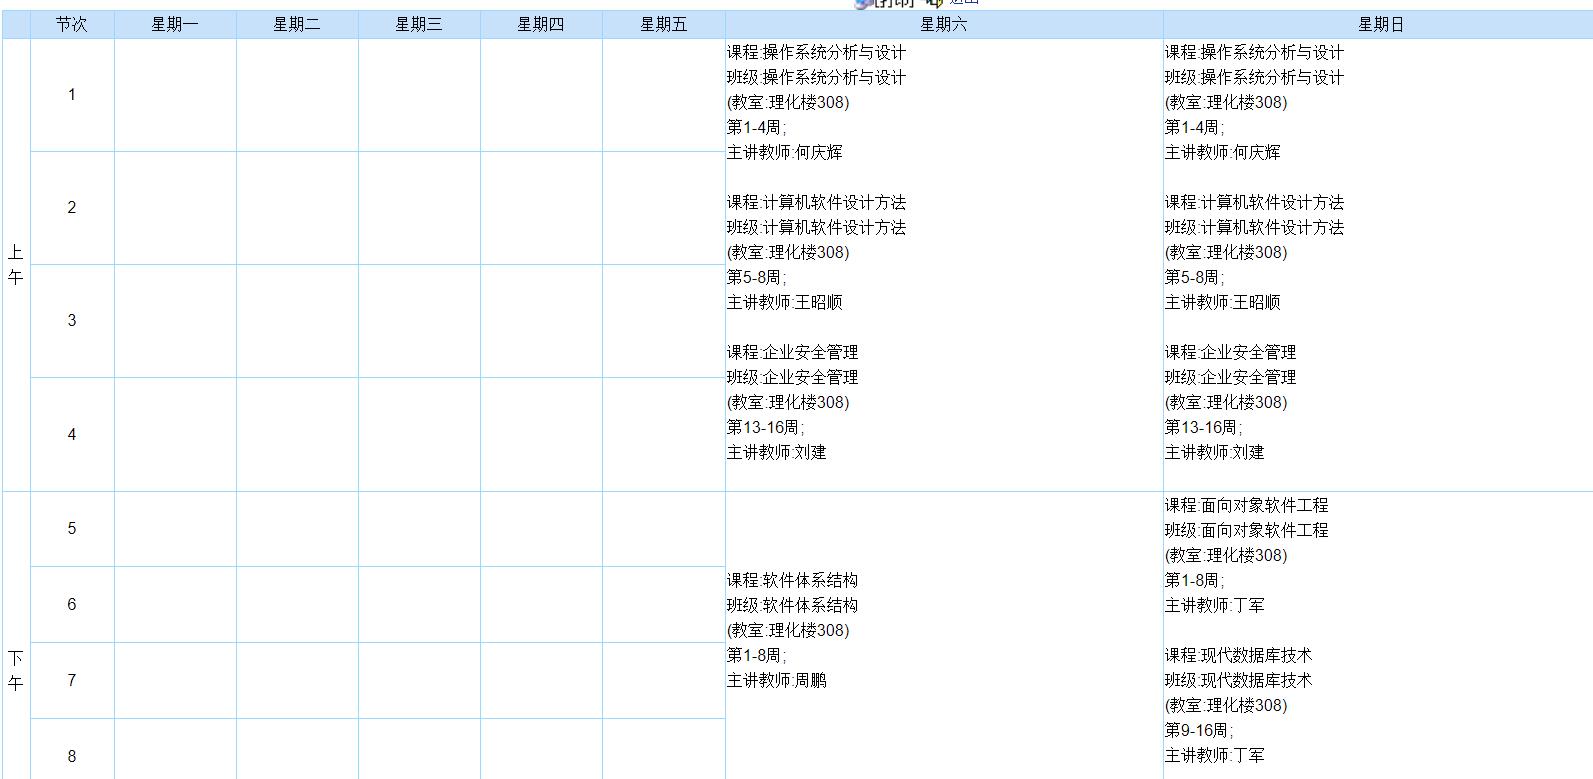 [打印] 退出
节次 星期一 星期二 星期三 星期四 星期五 星期六 星期日
上午
1
2
3
4
课程:操作系统分析与设计
班级:操作系统分析与设计
(教室:理化楼308)
第1-4周;
主讲教师:何庆辉
课程:计算机软件设计方法
班级:计算机软件设计方法
(教室:理化楼308)
第5-8周;
主讲教师:王昭顺
课程:企业安全管理
班级:企业安全管理
(教室:理化楼308)
第13-16周;
主讲教师:刘建
课程:操作系统分析与设计
班级:操作系统分析与设计
(教室:理化楼308)
第1-4周;
主讲教师:何庆辉
课程:计算机软件设计方法
班级:计算机软件设计方法
(教室:理化楼308)
第5-8周;
主讲教师:王昭顺
课程:企业安全管理
班级:企业安全管理
(教室:理化楼308)
第13-16周;
主讲教师:刘建
下午
5
6
7
8
课程:软件体系结构
班级:软件体系结构
(教室:理化楼308)
第1-8周;
主讲教师:周鹏
课程:面向对象软件工程
班级:面向对象软件工程
(教室:理化楼308)
第1-8周;
主讲教师:丁军
课程:现代数据库技术
班级:现代数据库技术
(教室:理化楼308)
第9-16周;
主讲教师:丁军